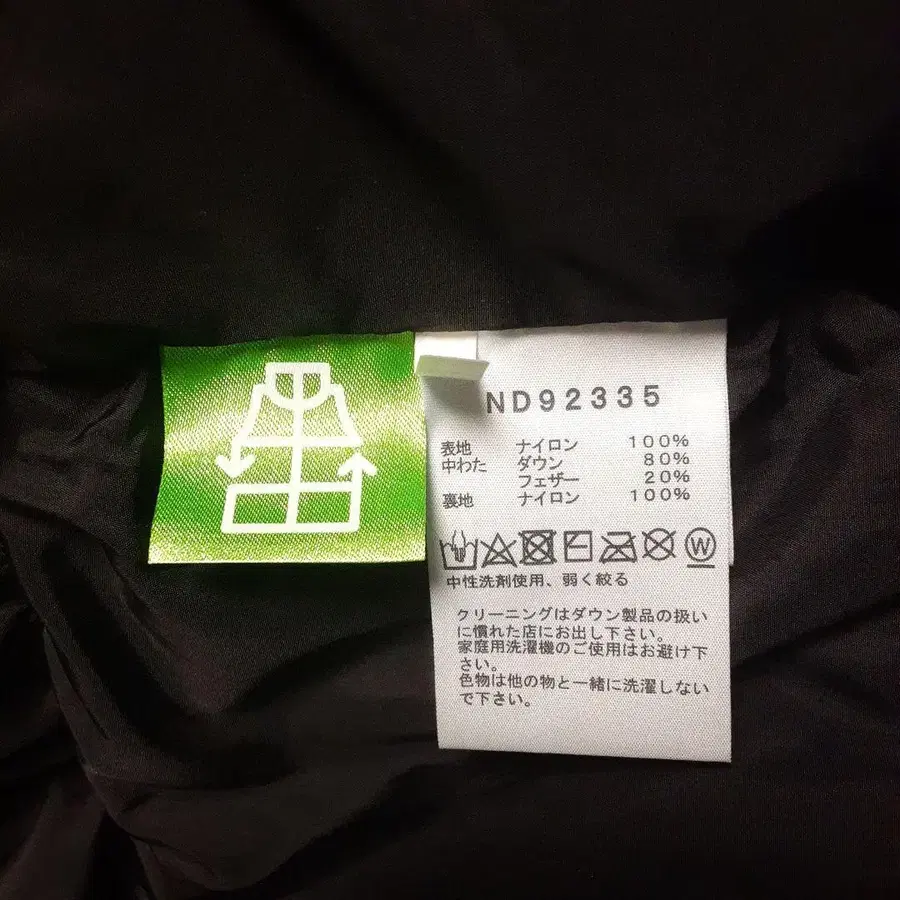 ND92335
表地 ナイロン 100%
中わた ダウン 80%
フェザー 20%
裏地 ナイロン 100%
W
中性洗剤使用、弱く絞る
クリーニングはダウン製品の扱い
に慣れた店にお出し下さい。
家庭用洗濯機のご使用はお避け下
さい。
色物は他の物と一緒に洗濯しない
で下さい。